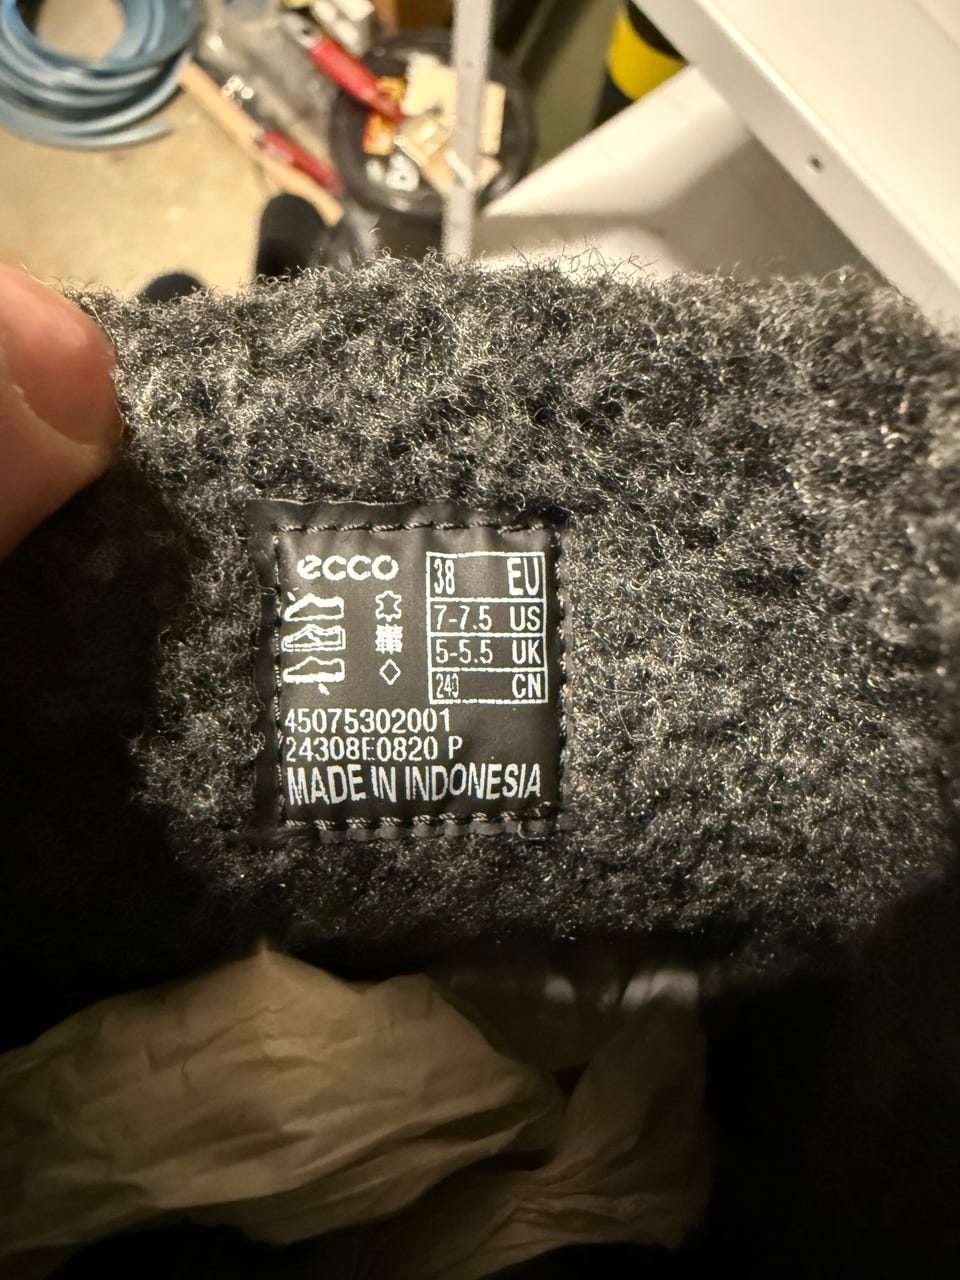 ecco
38 EU
7-7.5 US
5-5.5 UK
240 CN
45075302001
24308E0820 P
MADE IN INDONESIA